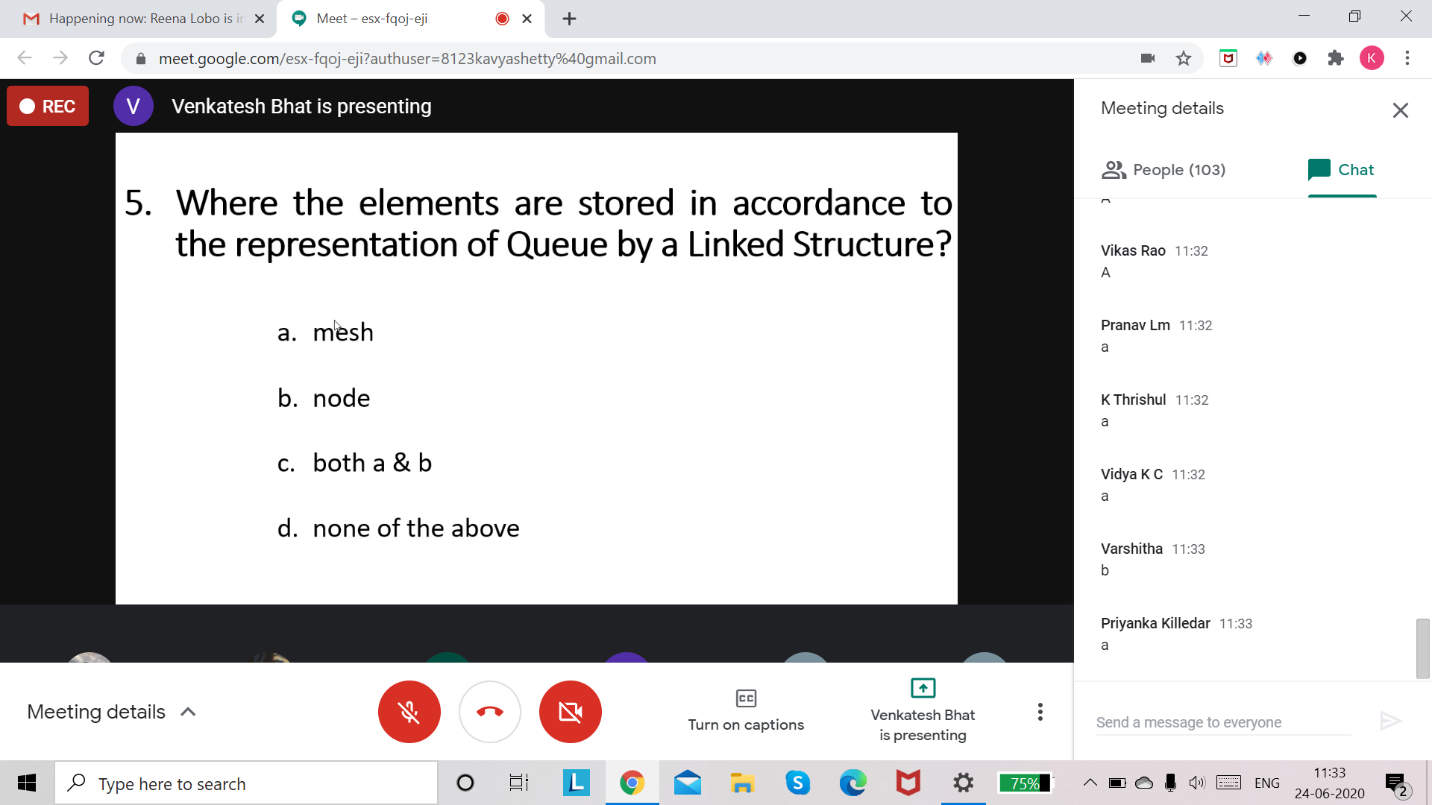 Happening now: Reena Lobo is in
Meet – esx-fqoj-eji
meet.google.com/esx-fqoj-eji?authuser=8123kavyashetty%40gmail.com
K
REC
V
Venkatesh Bhat is presenting
5. Where the elements are stored in accordance to
the representation of Queue by a Linked Structure?
a. mesh
b. node
c. both a & b
d. none of the above
Meeting details
People (103)
Chat
Vikas Rao 11:32
A
Pranav Lm 11:32
a
K Thrishul 11:32
a
Vidya K C 11:32
a
Varshitha 11:33
b
Priyanka Killedar 11:33
a
Send a message to everyone
Meeting details
CC
Turn on captions
Venkatesh Bhat
is presenting
Type here to search
L
S
75%
ENG
11:33
24-06-2020
2